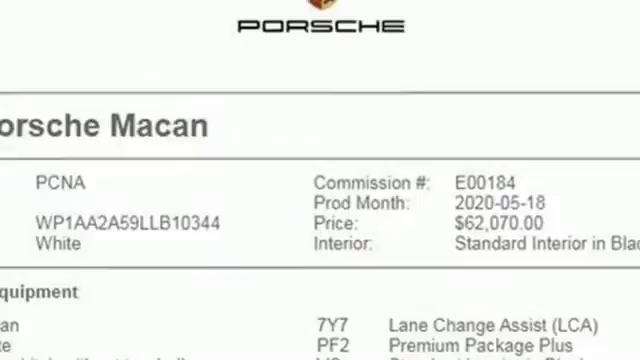 PORSCHE
orsche Macan
PCNA
Commission #: E00184
Prod Month: 2020-05-18
WP1AA2A59LLB10344
Price: $62,070.00
White
Interior: Standard Interior in Blac
quipment
an
7Y7 Lane Change Assist (LCA)
te
PF2 Premium Package Plus